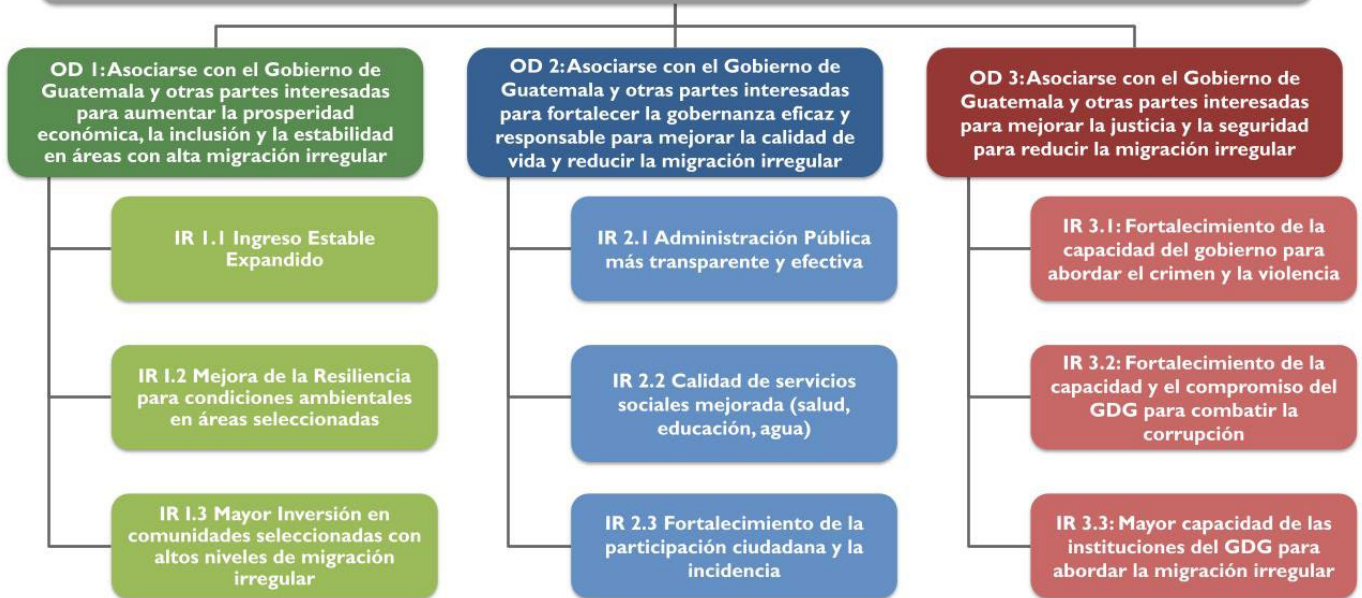 OD 1: Asociarse con el Gobierno de
Guatemala y otras partes interesadas
para aumentar la prosperidad
económica, la inclusión y la estabilidad
en áreas con alta migración irregular
IR 1.1 Ingreso Estable
Expandido
IR 1.2 Mejora de la Resiliencia
para condiciones ambientales
en áreas seleccionadas
IR 1.3 Mayor Inversión en
comunidades seleccionadas con
altos niveles de migración
irregular
OD 2: Asociarse con el Gobierno de
Guatemala y otras partes interesadas
para fortalecer la gobernanza eficaz y
responsable para mejorar la calidad de
vida y reducir la migración irregular
IR 2.1 Administración Pública
más transparente y efectiva
IR 2.2 Calidad de servicios
sociales mejorada (salud,
educación, agua)
IR 2.3 Fortalecimiento de la
participación ciudadana y la
incidencia
OD 3: Asociarse con el Gobierno de
Guatemala y otras partes interesadas
para mejorar la justicia y la seguridad
para reducir la migración irregular
IR 3.1: Fortalecimiento de la
capacidad del gobierno para
abordar el crimen y la violencia
IR 3.2: Fortalecimiento de la
capacidad y el compromiso del
GDG para combatir la
corrupción
IR 3.3: Mayor capacidad de las
instituciones del GDG para
abordar la migración irregular